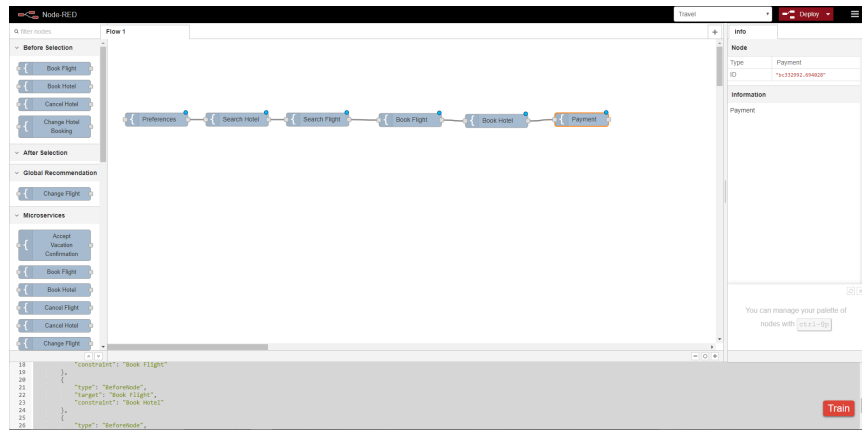 Node-RED
Travel
Deploy
filter nodes
Flow 1
info
Before Selection
Book Flight
Book Hotel
Cancel Hotel
Change Hotel
Booking
After Selection
Global Recommendation
Change Flight
Microservices
Accept
Vacation
Confirmation
Book Flight
Book Hotel
Cancel Flight
Cancel Hotel
Change Flight
Preferences
Search Hotel
Search Flight
Book Flight
Book Hotel
Payment
Node
Type Payment
ID "bc332092.694028"
Information
Payment
You can manage your palette of
nodes with ctrl-⇧p
18 "constraint": "Book Flight"
19 },
20 {
21 "type": "BeforeNode",
22 "target": "Book Flight",
23 "constraint": "Book Hotel"
24 },
25 {
26 "type": "BeforeNode",
Train